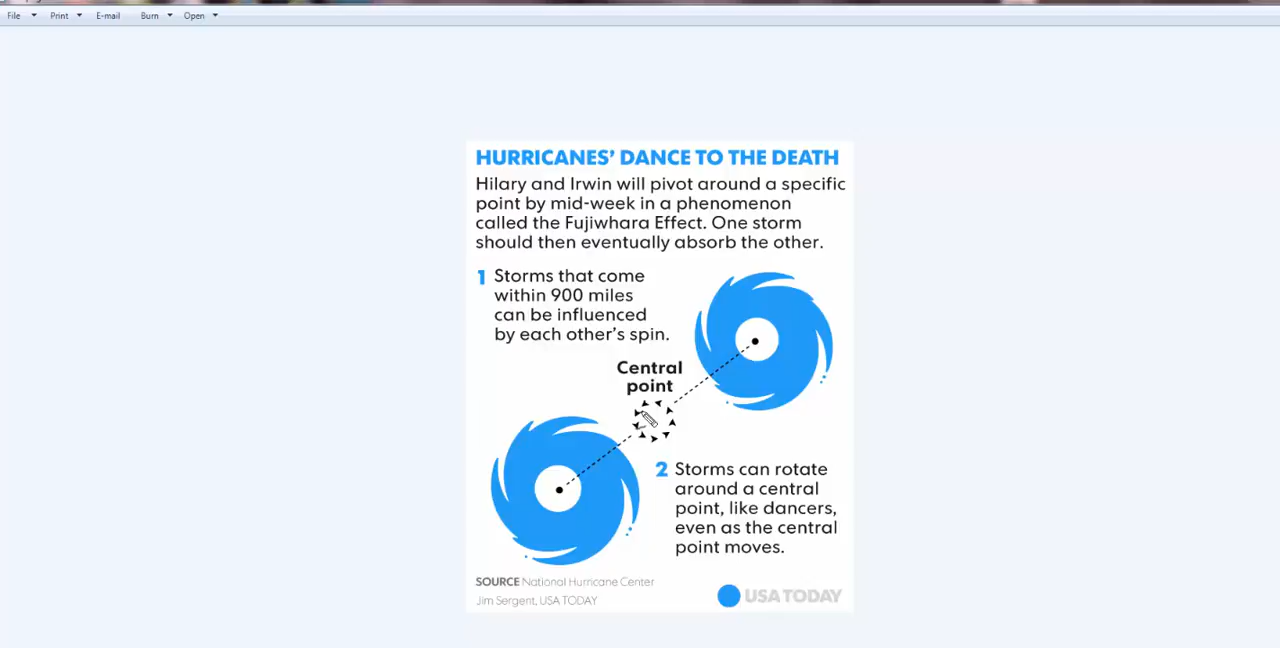 File Print E-mail Burn Open
HURRICANES' DANCE TO THE DEATH
Hilary and Irwin will pivot around a specific
point by mid-week in a phenomenon
called the Fujiwhara Effect. One storm
should then eventually absorb the other.
1 Storms that come
within 900 miles
can be influenced
by each other's spin.
Central
point
2 Storms can rotate
around a central
point, like dancers,
even as the central
point moves.
SOURCE National Hurricane Center
Jim Sergent, USA TODAY
USA TODAY